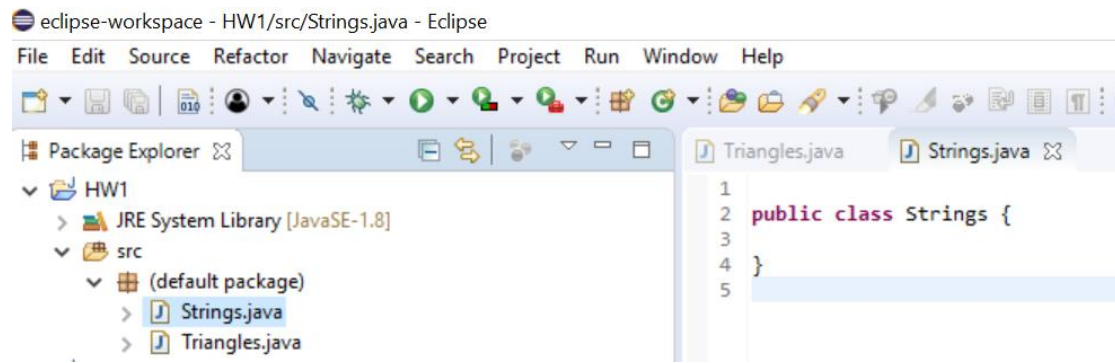 eclipse-workspace - HW1/src/Strings.java - Eclipse
File Edit Source Refactor Navigate Search Project Run Window Help
Package Explorer
HW1
JRE System Library [JavaSE-1.8]
src
(default package)
Strings.java
Triangles.java
Triangles.java Strings.java
1
2 public class Strings {
3
4 }
5